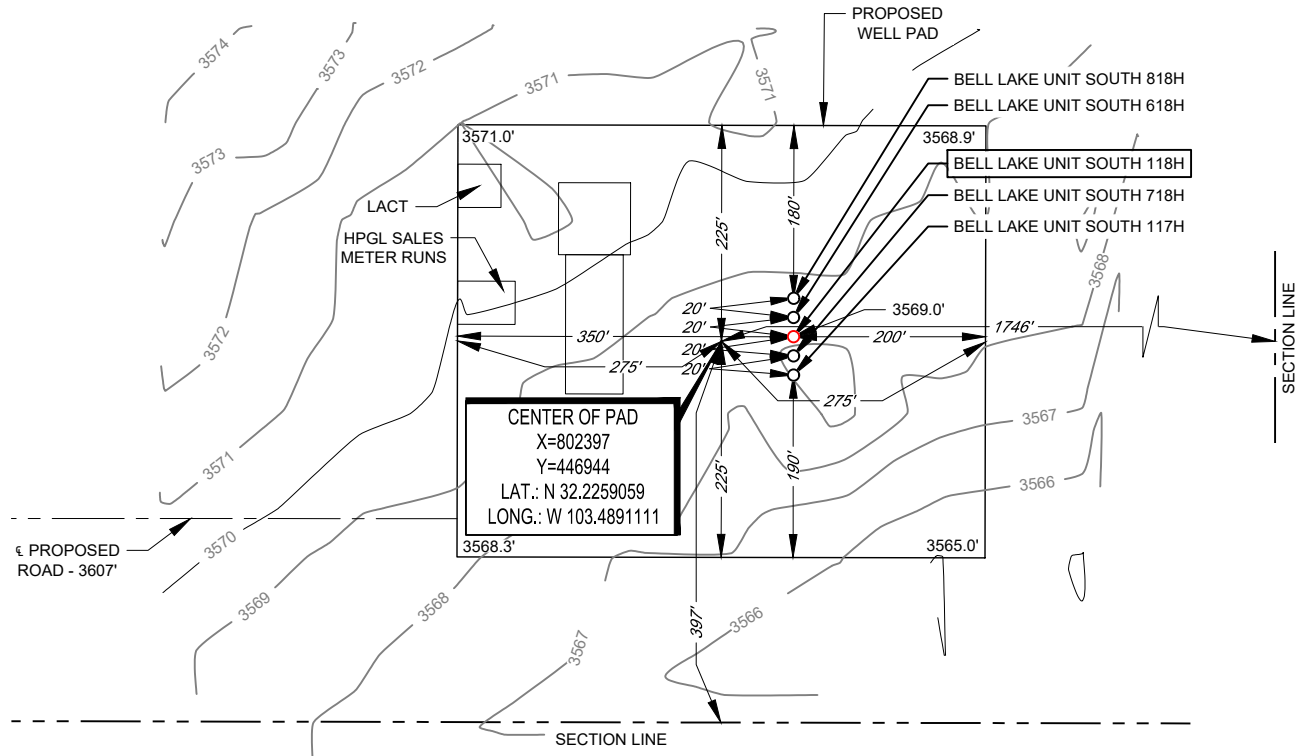 PROPOSED
WELL PAD
3574
3573
3572
3571
3571
BELL LAKE UNIT SOUTH 818H
BELL LAKE UNIT SOUTH 618H
BELL LAKE UNIT SOUTH 118H
BELL LAKE UNIT SOUTH 718H
BELL LAKE UNIT SOUTH 117H
3571.0'
3568.9'
3573
LACT
HPGL SALES
METER RUNS
225'
180'
3568
3572
20'
20'
20'
20'
3569.0'
350'
200'
1746'
275'
275'
SECTION LINE
CENTER OF PAD
X=802397
Y=446944
LAT.: N 32.2259059
LONG.: W 103.4891111
3571
3567
3566
225'
190'
℄ PROPOSED
ROAD - 3607'
3570
3568.3'
3565.0'
3569
3568
3567
397'
3566
SECTION LINE